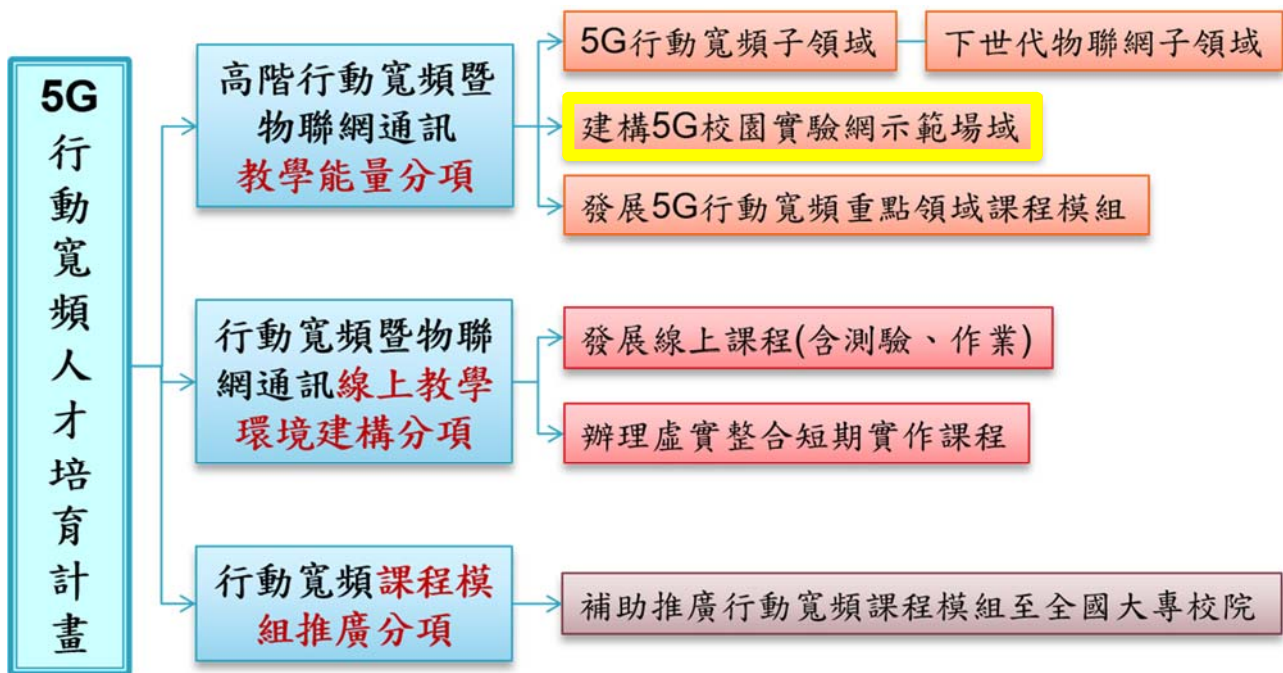 5G行動寬頻人才培育計畫
高階行動寬頻暨
物聯網通訊
教學能量分項
5G行動寬頻子領域
下世代物聯網子領域
建構5G校園實驗網示範場域
發展5G行動寬頻重點領域課程模組
行動寬頻暨物聯
網通訊線上教學
環境建構分項
發展線上課程(含測驗、作業)
辦理虛實整合短期實作課程
行動寬頻課程模
組推廣分項
補助推廣行動寬頻課程模組至全國大專校院